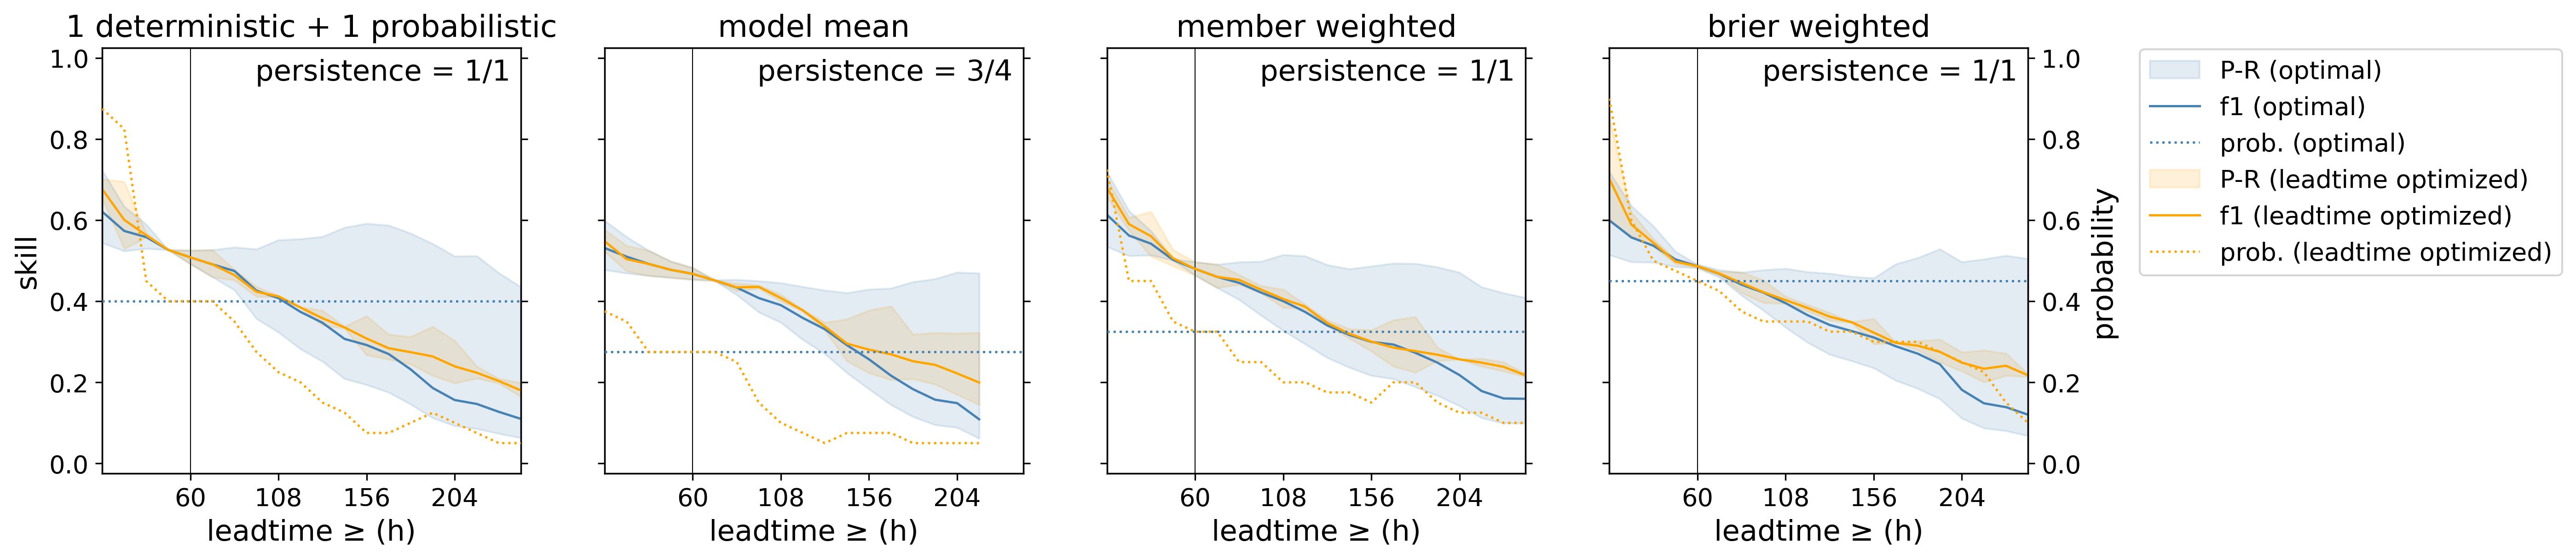 1 deterministic + 1 probabilistic
model mean
member weighted
brier weighted
persistence = 1/1
persistence = 3/4
persistence = 1/1
persistence = 1/1
skill
1.0
0.8
0.6
0.4
0.2
0.0
60 108 156 204
60 108 156 204
60 108 156 204
60 108 156 204
leadtime ≥ (h)
leadtime ≥ (h)
leadtime ≥ (h)
leadtime ≥ (h)
1.0
0.8
0.6
0.4
0.2
0.0
probability
P-R (optimal)
f1 (optimal)
prob. (optimal)
P-R (leadtime optimized)
f1 (leadtime optimized)
prob. (leadtime optimized)